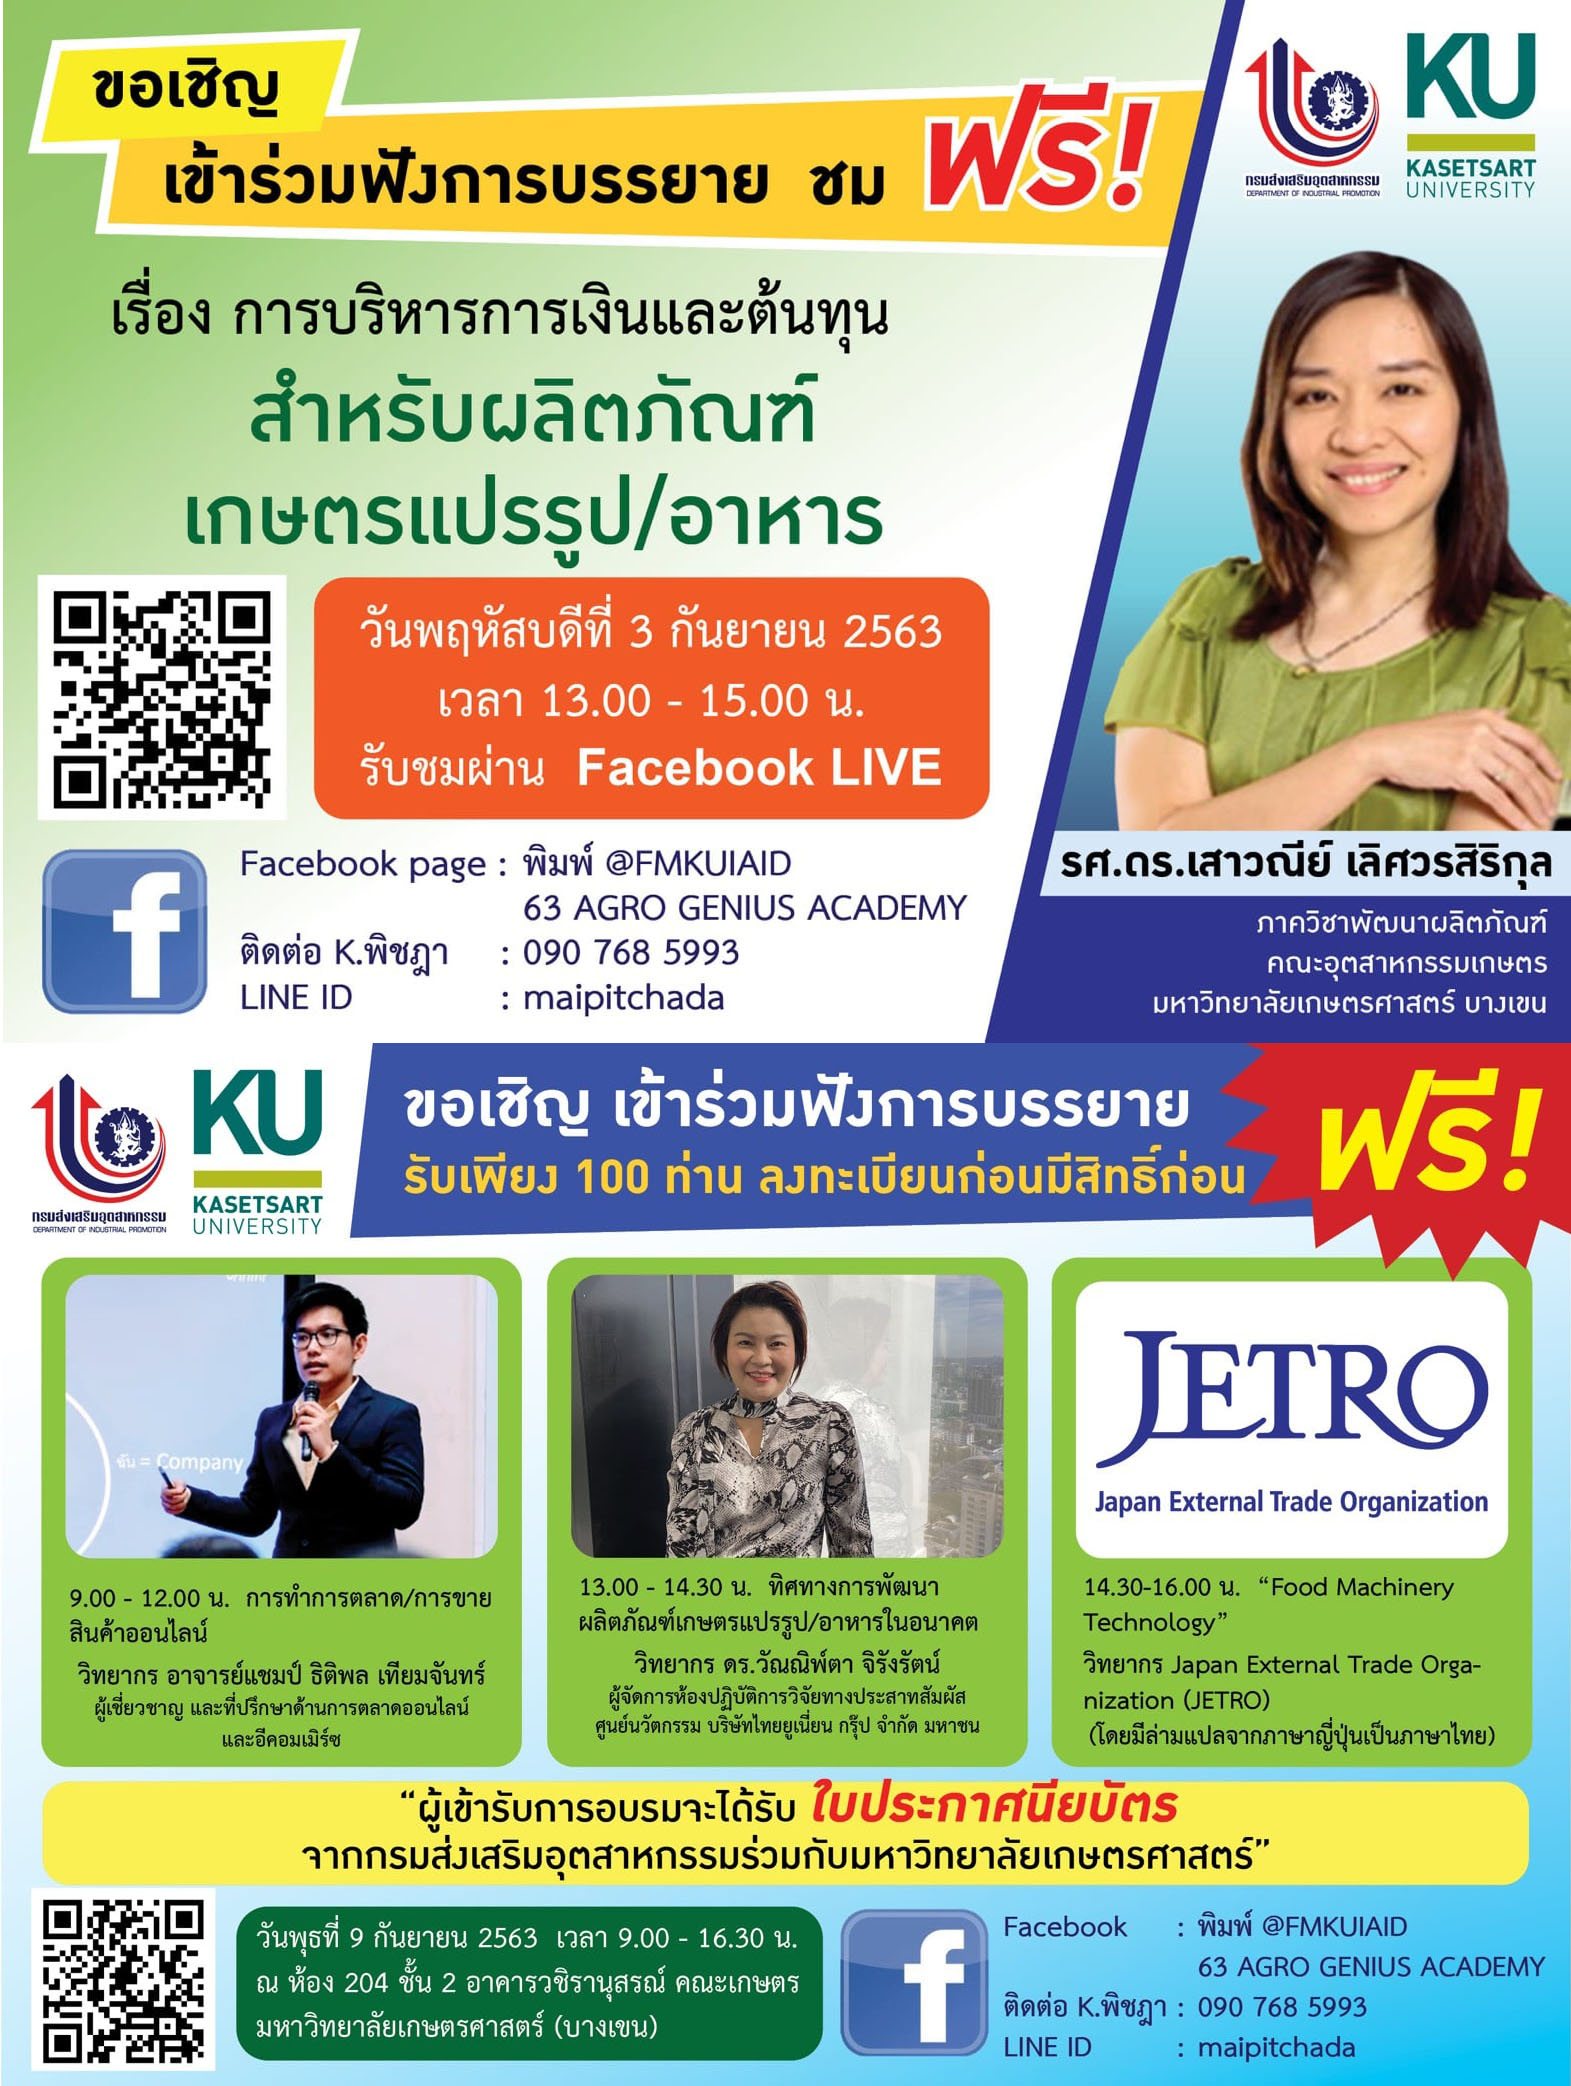 ขอเชิญ
เข้าร่วมฟังการบรรยาย ชม ฟรี!
กรมส่งเสริมอุตสาหกรรม
DEPARTMENT OF INDUSTRIAL PROMOTION
KU
KASETSART
UNIVERSITY
เรื่อง การบริหารการเงินและต้นทุน
สำหรับผลิตภัณฑ์
เกษตรแปรรูป/อาหาร
วันพฤหัสบดีที่ 3 กันยายน 2563
เวลา 13.00 - 15.00 น.
รับชมผ่าน Facebook LIVE
Facebook page : พิมพ์ @FMKUIAID
63 AGRO GENIUS ACADEMY
ติดต่อ K.พิชฎา : 090 768 5993
LINE ID : maipitchada
รศ.ดร.เสาวณีย์ เลิศวรสิริกุล
ภาควิชาพัฒนาผลิตภัณฑ์
คณะอุตสาหกรรมเกษตร
มหาวิทยาลัยเกษตรศาสตร์ บางเขน
กรมส่งเสริมอุตสาหกรรม
DEPARTMENT OF INDUSTRIAL PROMOTION
KU
KASETSART
UNIVERSITY
ขอเชิญ เข้าร่วมฟังการบรรยาย
รับเพียง 100 ท่าน ลงทะเบียนก่อนมีสิทธิ์ก่อน
ฟรี!
ฉัน = Company
9.00 - 12.00 น. การทำการตลาด/การขาย
สินค้าออนไลน์
วิทยากร อาจารย์แชมป์ ธิติพล เทียมจันทร์
ผู้เชี่ยวชาญ และที่ปรึกษาด้านการตลาดออนไลน์
และอีคอมเมิร์ซ
13.00 - 14.30 น. ทิศทางการพัฒนา
ผลิตภัณฑ์เกษตรแปรรูป/อาหารในอนาคต
วิทยากร ดร.วัณณิพ์ตา จิรังรัตน์
ผู้จัดการห้องปฏิบัติการวิจัยทางประสาทสัมผัส
ศูนย์นวัตกรรม บริษัทไทยยูเนี่ยน กรุ๊ป จำกัด มหาชน
JETRO
Japan External Trade Organization
14.30-16.00 น. “Food Machinery
Technology”
วิทยากร Japan External Trade Orga-
nization (JETRO)
(โดยมีล่ามแปลจากภาษาญี่ปุ่นเป็นภาษาไทย)
“ผู้เข้ารับการอบรมจะได้รับ ใบประกาศนียบัตร
จากกรมส่งเสริมอุตสาหกรรมร่วมกับมหาวิทยาลัยเกษตรศาสตร์”
วันพุธที่ 9 กันยายน 2563 เวลา 9.00 - 16.30 น.
ณ ห้อง 204 ชั้น 2 อาคารวชิรานุสรณ์ คณะเกษตร
มหาวิทยาลัยเกษตรศาสตร์ (บางเขน)
Facebook : พิมพ์ @FMKUIAID
63 AGRO GENIUS ACADEMY
ติดต่อ K.พิชฎา : 090 768 5993
LINE ID : maipitchada